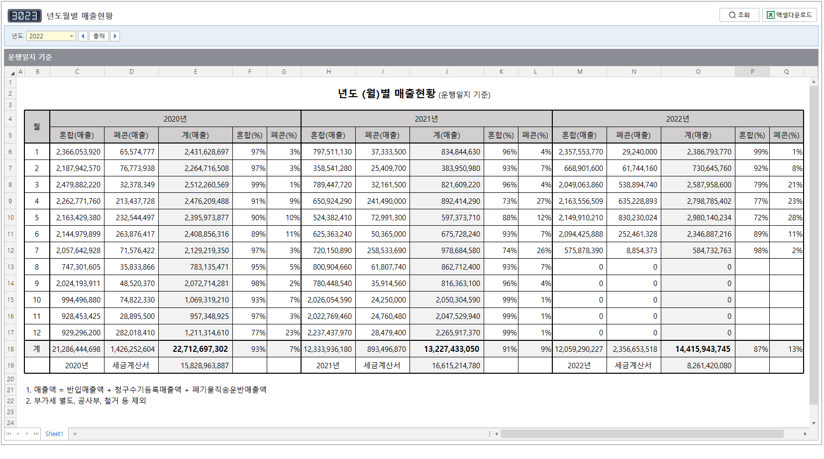 3023 년도월별 매출현황 조회 엑셀다운로드
년도 2022 올해
운행일지 기준
A B C D E F G H I J K L M N O P Q
1
2 년도 (월)별 매출현황 (운행일지 기준)
3
4 월 2020년 2021년 2022년
5 혼합(매출) 폐콘(매출) 계(매출) 혼합(%) 폐콘(%) 혼합(매출) 폐콘(매출) 계(매출) 혼합(%) 폐콘(%) 혼합(매출) 폐콘(매출) 계(매출) 혼합(%) 폐콘(%)
6 1 2,366,053,920 65,574,777 2,431,628,697 97% 3% 797,511,130 37,333,500 834,844,630 96% 4% 2,357,553,770 29,240,000 2,386,793,770 99% 1%
7 2 2,187,942,570 76,773,938 2,264,716,508 97% 3% 358,541,280 25,409,700 383,950,980 93% 7% 668,901,600 61,744,160 730,645,760 92% 8%
8 3 2,479,882,220 32,378,349 2,512,260,569 99% 1% 789,447,720 32,161,500 821,609,220 96% 4% 2,049,063,860 538,894,740 2,587,958,600 79% 21%
9 4 2,262,771,760 213,437,728 2,476,209,488 91% 9% 650,924,290 241,490,000 892,414,290 73% 27% 2,163,556,509 635,228,893 2,798,785,402 77% 23%
10 5 2,163,429,380 232,544,497 2,395,973,877 90% 10% 524,382,410 72,991,300 597,373,710 88% 12% 2,149,910,210 830,230,024 2,980,140,234 72% 28%
11 6 2,144,979,899 263,876,417 2,408,856,316 89% 11% 625,363,240 50,365,000 675,728,240 93% 7% 2,094,425,888 252,461,328 2,346,887,216 89% 11%
12 7 2,057,642,928 71,576,422 2,129,219,350 97% 3% 720,150,890 258,533,690 978,684,580 74% 26% 575,878,390 8,854,373 584,732,763 98% 2%
13 8 747,301,605 35,833,866 783,135,471 95% 5% 800,904,660 61,807,740 862,712,400 93% 7% 0 0 0
14 9 2,024,193,911 48,520,370 2,072,714,281 98% 2% 780,448,540 35,914,560 816,363,100 96% 4% 0 0 0
15 10 994,496,880 74,822,330 1,069,319,210 93% 7% 2,026,054,590 24,250,000 2,050,304,590 99% 1% 0 0 0
16 11 928,453,425 28,895,500 957,348,925 97% 3% 2,022,769,460 24,760,480 2,047,529,940 99% 1% 0 0 0
17 12 929,296,200 282,018,410 1,211,314,610 77% 23% 2,237,437,970 28,479,400 2,265,917,370 99% 1% 0 0 0
18 계 21,286,444,698 1,426,252,604 22,712,697,302 93% 7% 12,333,936,180 893,496,870 13,227,433,050 91% 9% 12,059,290,227 2,356,653,518 14,415,943,745 87% 13%
19 2020년 세금계산서 15,828,963,887 2021년 세금계산서 16,615,214,780 2022년 세금계산서 8,261,420,080
20
21 1. 매출액 = 반입매출액 + 청구수기등록매출액 + 폐기물직송운반매출액
22 2. 부가세 별도, 공사부, 철거 등 제외
23
24
Sheet1 +